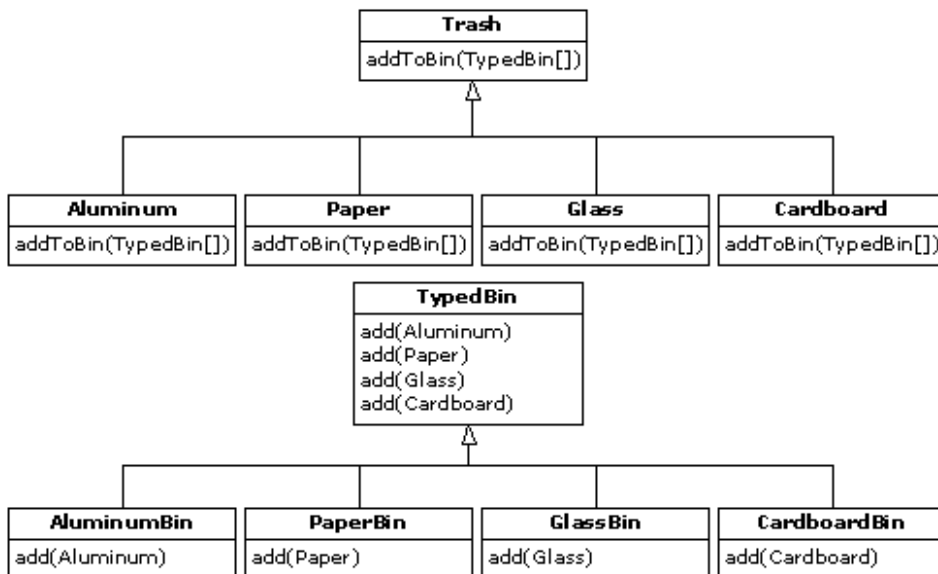 Trash
addToBin(TypedBin[])
Aluminum
Paper
Glass
Cardboard
addToBin(TypedBin[])
addToBin(TypedBin[])
addToBin(TypedBin[])
addToBin(TypedBin[])
TypedBin
add(Aluminum)
add(Paper)
add(Glass)
add(Cardboard)
AluminumBin
PaperBin
GlassBin
CardboardBin
add(Aluminum)
add(Paper)
add(Glass)
add(Cardboard)